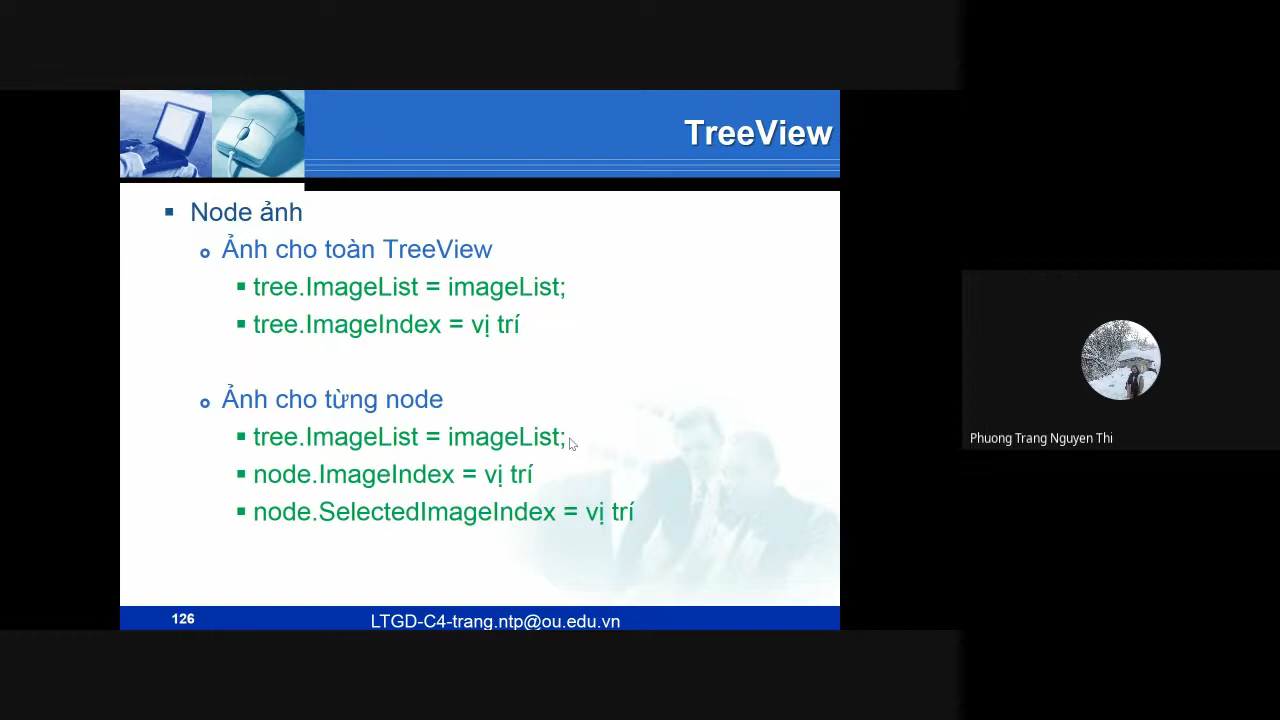 TreeView
Node ảnh
Ảnh cho toàn TreeView
tree.ImageList = imageList;
tree.ImageIndex = vị trí
Ảnh cho từng node
tree.ImageList = imageList;
node.ImageIndex = vị trí
node.SelectedImageIndex = vị trí
126
LTGD-C4-trang.ntp@ou.edu.vn
Phuong Trang Nguyen Thi